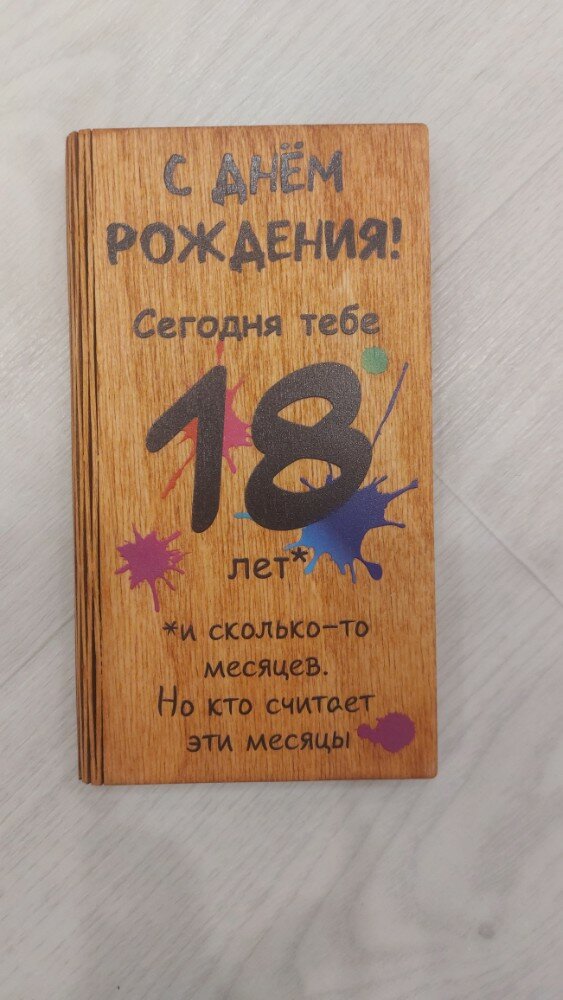 С ДНЁМ
РОЖДЕНИЯ!
Сегодня тебе
18
лет*
*и сколько-то
месяцев.
Но кто считает
эти месяцы